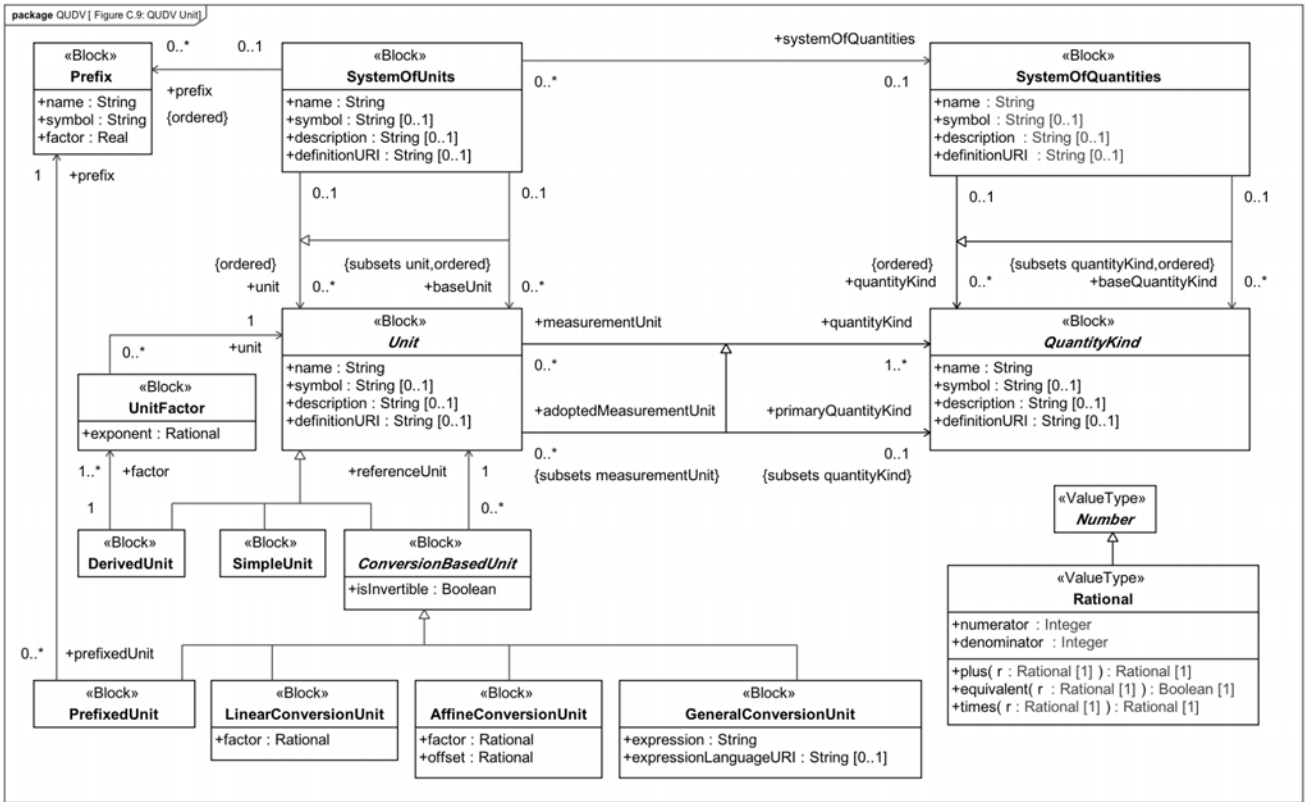 package QUDV [ Figure C.9: QUDV Unit]
«Block»
Prefix
+name : String
+symbol : String
+factor : Real
0..*
0..1
+prefix
{ordered}
«Block»
SystemOfUnits
+name : String
+symbol : String [0..1]
+description : String [0..1]
+definitionURI : String [0..1]
+systemOfQuantities
0..*
0..1
«Block»
SystemOfQuantities
+name : String
+symbol : String [0..1]
+description : String [0..1]
+definitionURI : String [0..1]
1
+prefix
0..1
0..1
0..1
0..1
{ordered}
+unit
0..*
{subsets unit,ordered}
+baseUnit
0..*
{ordered}
+quantityKind
0..*
{subsets quantityKind,ordered}
+baseQuantityKind
0..*
1
+unit
0..*
«Block»
Unit
+name : String
+symbol : String [0..1]
+description : String [0..1]
+definitionURI : String [0..1]
+measurementUnit
0..*
+quantityKind
1..*
+adoptedMeasurementUnit
0..*
{subsets measurementUnit}
+primaryQuantityKind
0..1
{subsets quantityKind}
«Block»
QuantityKind
+name : String
+symbol : String [0..1]
+description : String [0..1]
+definitionURI : String [0..1]
«Block»
UnitFactor
+exponent : Rational
1..*
+factor
1
+referenceUnit
1
0..*
«Block»
DerivedUnit
«Block»
SimpleUnit
«Block»
ConversionBasedUnit
+isInvertible : Boolean
«ValueType»
Number
«ValueType»
Rational
+numerator : Integer
+denominator : Integer
+plus( r : Rational [1] ) : Rational [1]
+equivalent( r : Rational [1] ) : Boolean [1]
+times( r : Rational [1] ) : Rational [1]
0..*
+prefixedUnit
«Block»
PrefixedUnit
«Block»
LinearConversionUnit
+factor : Rational
«Block»
AffineConversionUnit
+factor : Rational
+offset : Rational
«Block»
GeneralConversionUnit
+expression : String
+expressionLanguageURI : String [0..1]